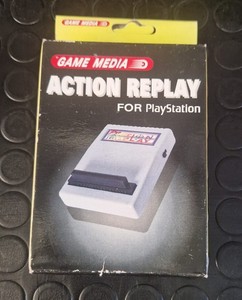 GAME MEDIA
GAME MEDIA
ACTION REPLAY
FOR PlayStation